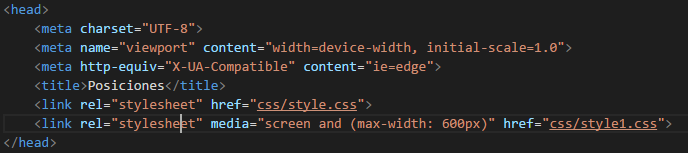 <head>
<meta charset="UTF-8">
<meta name="viewport" content="width=device-width, initial-scale=1.0">
<meta http-equiv="X-UA-Compatible" content="ie=edge">
<title>Posiciones</title>
<link rel="stylesheet" href="css/style.css">
<link rel="stylesheet" media="screen and (max-width: 600px)" href="css/style1.css">
</head>